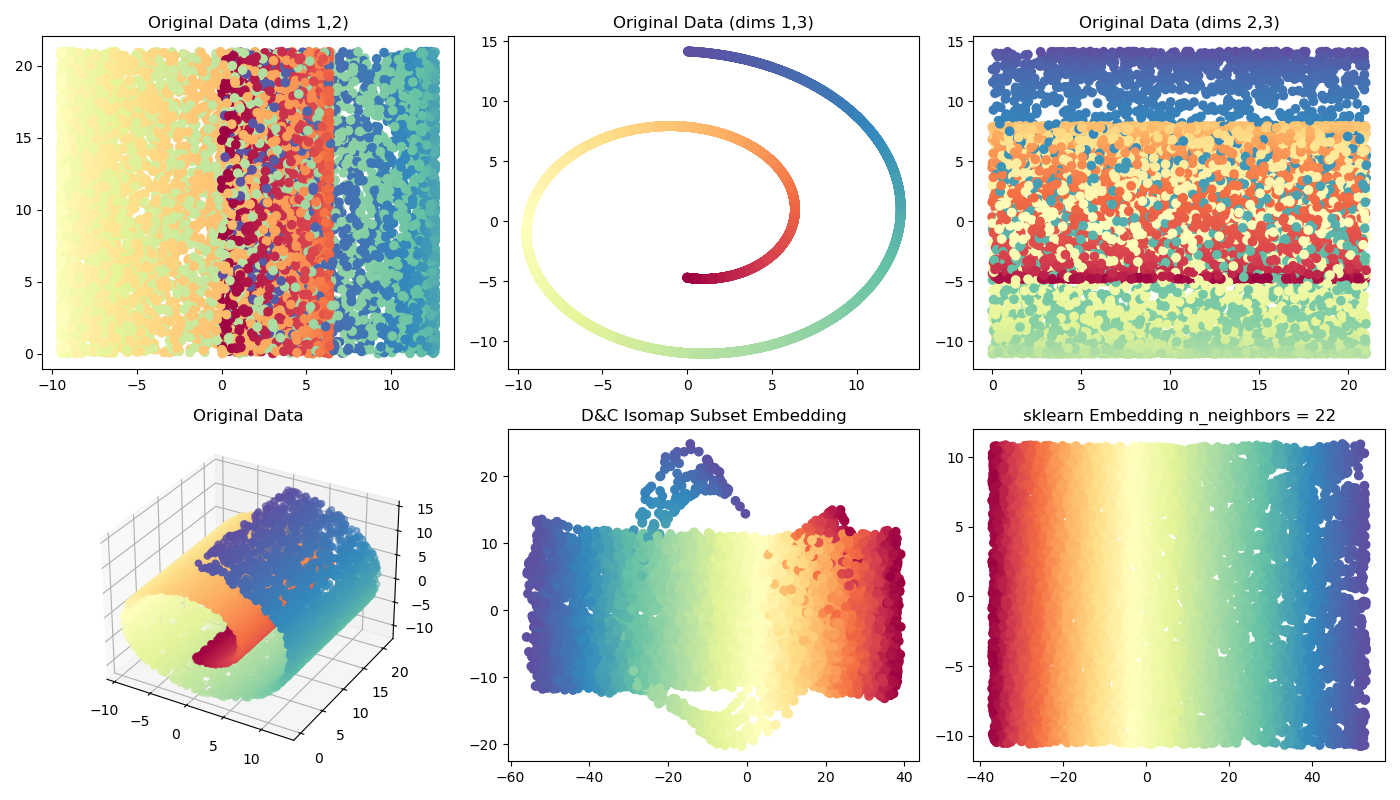 Original Data (dims 1,2)
Original Data (dims 1,3)
Original Data (dims 2,3)
20
15
10
5
0
−10 −5 0 5 10
15
10
5
0
−5
−10
−10 −5 0 5 10
15
10
5
0
−5
−10
0 5 10 15 20
Original Data
D&C Isomap Subset Embedding
sklearn Embedding n_neighbors = 22
15
10
5
0
−5
−10
−10 −5 0 5 10
0 5 10 15 20
20
10
0
−10
−20
−60 −40 −20 0 20 40
10
5
0
−5
−10
−40 −20 0 20 40